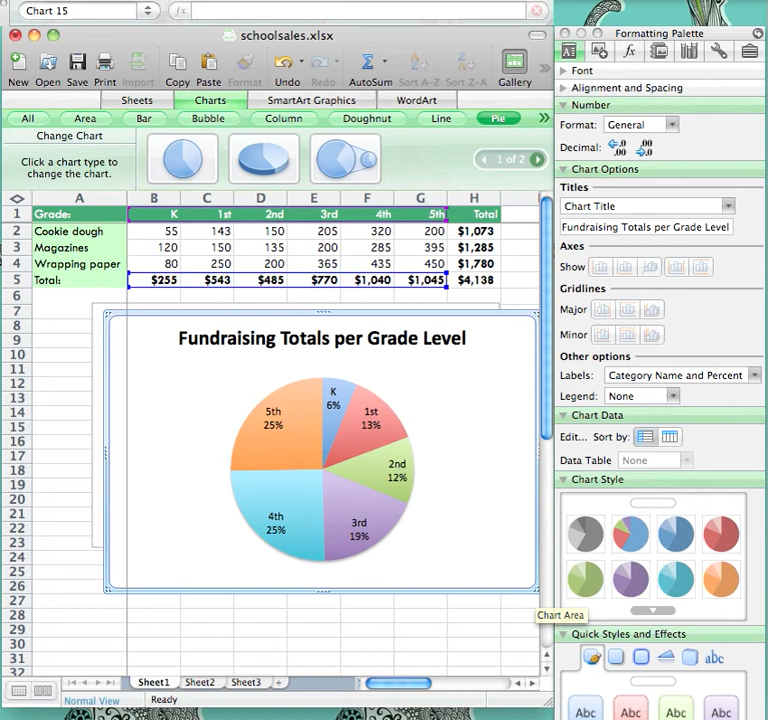 Chart 15
fx
Formatting Palette
schoolsales.xlsx
New Open Save Print Import Copy Paste Format Undo Redo AutoSum Sort A-Z Sort Z-A Gallery
Sheets Charts SmartArt Graphics WordArt
All Area Bar Bubble Column Doughnut Line Pie
Change Chart
Click a chart type to
change the chart.
1 of 2
A B C D E F G H
1 Grade: K 1st 2nd 3rd 4th 5th Total
2 Cookie dough 55 143 150 205 320 200 $1,073
3 Magazines 120 150 135 200 285 395 $1,285
4 Wrapping paper 80 250 200 365 435 450 $1,780
5 Total: $255 $543 $485 $770 $1,040 $1,045 $4,138
6
7
8
9
10
11
12
13
14
15
16
17
18
19
20
21
22
23
24
25
26
27
28
29
30
31
32
Fundraising Totals per Grade Level
K
6%
1st
13%
2nd
12%
3rd
19%
4th
25%
5th
25%
Chart Area
Sheet1 Sheet2 Sheet3 +
Normal View Ready
fx
Font
Alignment and Spacing
Number
Format: General
Decimal: .0 .00 .00 .0
Chart Options
Titles
Chart Title
Fundraising Totals per Grade Level
Axes
Show
Gridlines
Major
Minor
Other options
Labels: Category Name and Percent
Legend: None
Chart Data
Edit... Sort by:
Data Table None
Chart Style
Quick Styles and Effects
abc
Abc Abc Abc Abc